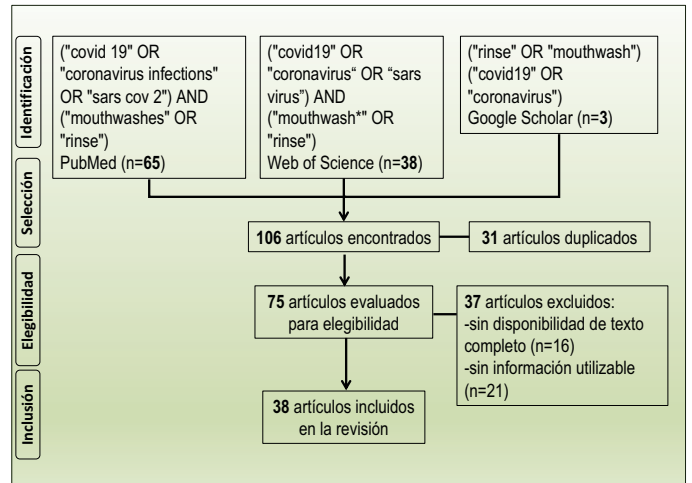 Identificación
("covid 19" OR
"coronavirus infections"
OR "sars cov 2") AND
("mouthwashes" OR
"rinse")
PubMed (n=65)
("covid19" OR
"coronavirus“ OR “sars
virus”) AND
("mouthwash*" OR
"rinse")
Web of Science (n=38)
("rinse" OR "mouthwash")
("covid19" OR
"coronavirus")
Google Scholar (n=3)
Selección
106 artículos encontrados
31 artículos duplicados
Elegibilidad
75 artículos evaluados
para elegibilidad
37 artículos excluidos:
-sin disponibilidad de texto
completo (n=16)
-sin información utilizable
(n=21)
Inclusión
38 artículos incluidos
en la revisión